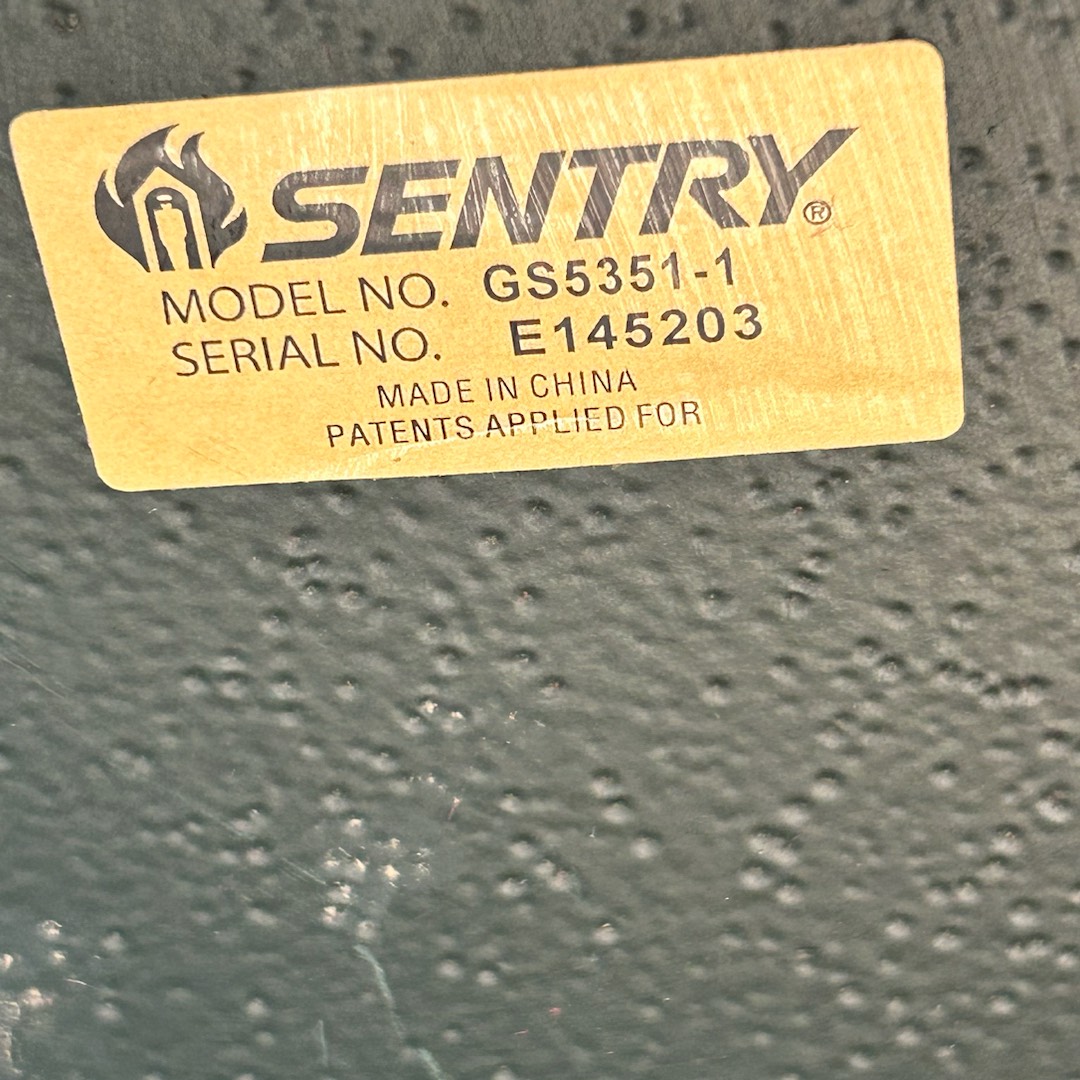 SENTRY®
MODEL NO. GS5351-1
SERIAL NO. E145203
MADE IN CHINA
PATENTS APPLIED FOR